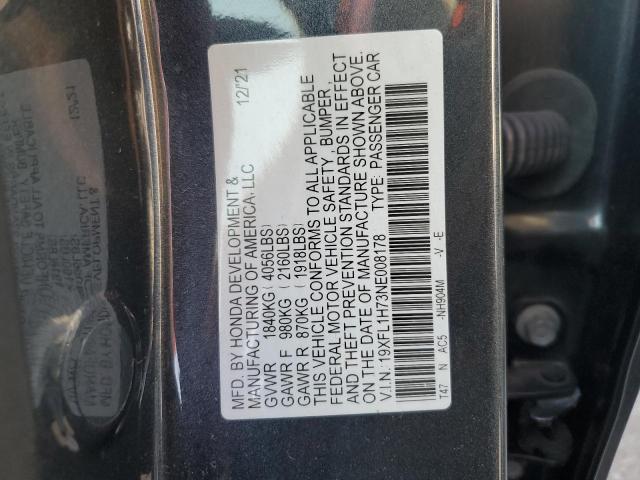 MFD. BY HONDA DEVELOPMENT &
MANUFACTURING OF AMERICA, LLC 12/21
GVWR 1840KG(4056LBS)
GAWR F 980KG(2160LBS)
GAWR R 870KG(1918LBS)
THIS VEHICLE CONFORMS TO ALL APPLICABLE
FEDERAL MOTOR VEHICLE SAFETY, BUMPER,
AND THEFT PREVENTION STANDARDS IN EFFECT
ON THE DATE OF MANUFACTURE SHOWN ABOVE.
V.I.N: 19XFL1H73NE008178 TYPE: PASSENGER CAR
T47 N AC5 -NH904M -V -E